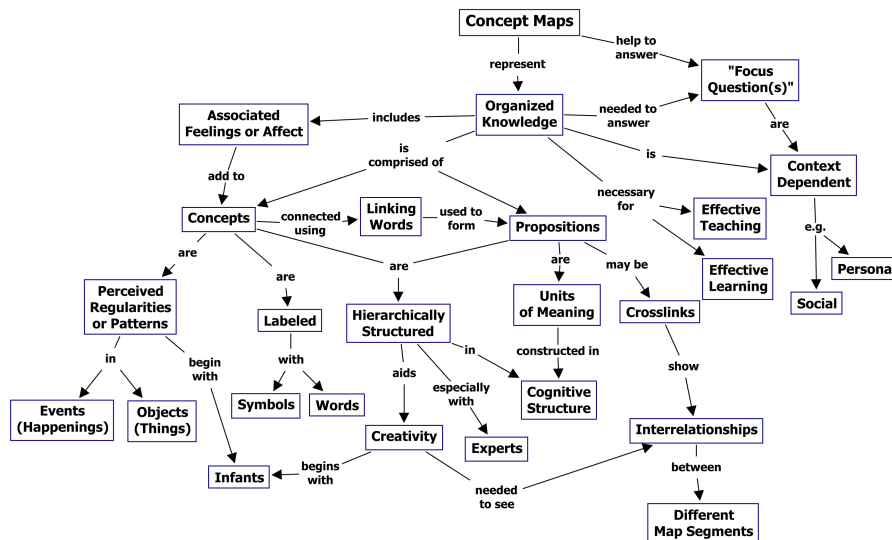 Concept Maps
help to
answer
represent
"Focus
Question(s)"
Organized
Knowledge
needed to
answer
Associated
Feelings or Affect
includes
are
is
comprised of
is
Context
Dependent
add to
necessary
for
Concepts
connected
using
Linking
Words
used to
form
Propositions
Effective
Teaching
e.g.
are
are
are
are
may be
Effective
Learning
Persona
Social
Perceived
Regularities
or Patterns
Labeled
Hierarchically
Structured
Units
of Meaning
Crosslinks
in
begin
with
with
aids
in
constructed in
show
especially
with
Events
(Happenings)
Objects
(Things)
Symbols
Words
Cognitive
Structure
Creativity
Experts
Interrelationships
Infants
begins
with
needed
to see
between
Different
Map Segments